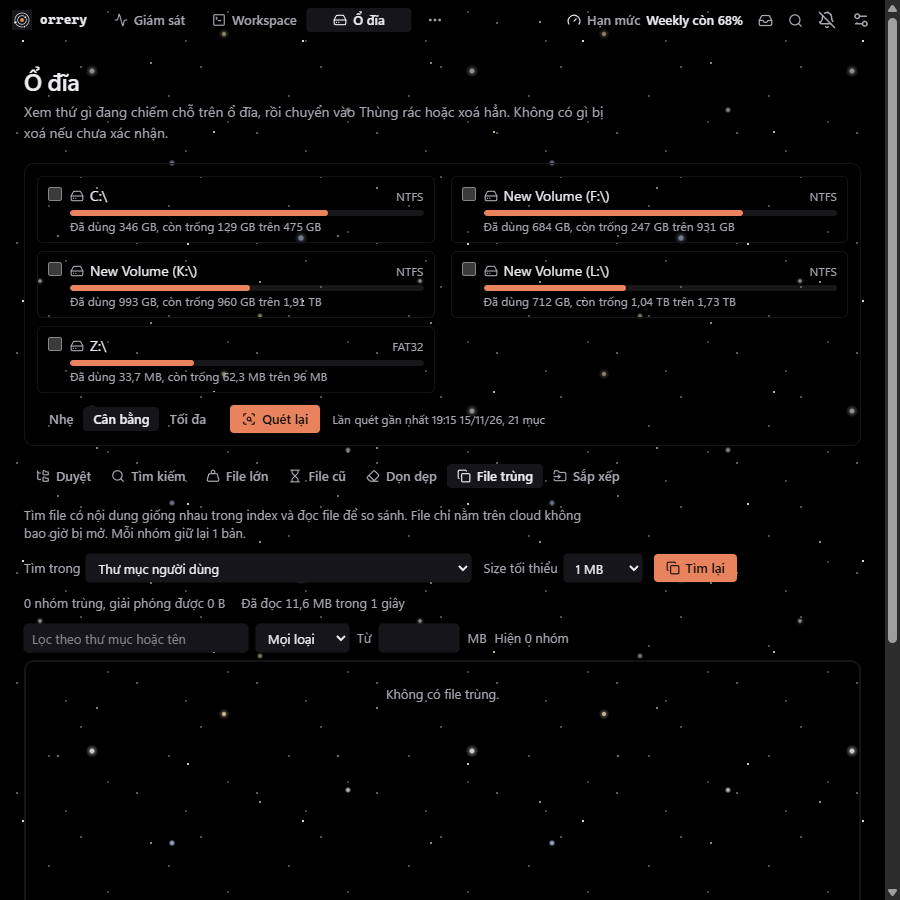 orrery Giám sát Workspace Ổ đĩa ··· Hạn mức Weekly còn 68%
Ổ đĩa
Xem thứ gì đang chiếm chỗ trên ổ đĩa, rồi chuyển vào Thùng rác hoặc xoá hẳn. Không có gì bị
xoá nếu chưa xác nhận.
C:\ NTFS
Đã dùng 346 GB, còn trống 129 GB trên 475 GB
New Volume (F:\) NTFS
Đã dùng 684 GB, còn trống 247 GB trên 931 GB
New Volume (K:\) NTFS
Đã dùng 993 GB, còn trống 960 GB trên 1,91 TB
New Volume (L:\) NTFS
Đã dùng 712 GB, còn trống 1,04 TB trên 1,73 TB
Z:\ FAT32
Đã dùng 33,7 MB, còn trống 62,3 MB trên 96 MB
Nhẹ Cân bằng Tối đa Quét lại Lần quét gần nhất 19:15 15/11/26, 21 mục
Duyệt Tìm kiếm File lớn File cũ Dọn dẹp File trùng Sắp xếp
Tìm file có nội dung giống nhau trong index và đọc file để so sánh. File chỉ nằm trên cloud không
bao giờ bị mở. Mỗi nhóm giữ lại 1 bản.
Tìm trong Thư mục người dùng Size tối thiểu 1 MB Tìm lại
0 nhóm trùng, giải phóng được 0 B Đã đọc 11,6 MB trong 1 giây
Lọc theo thư mục hoặc tên Mọi loại Từ MB Hiện 0 nhóm
Không có file trùng.